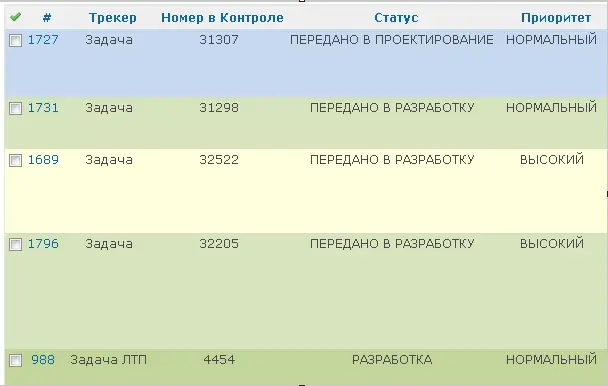 # Трекер Номер в Контроле Статус Приоритет
1727 Задача 31307 ПЕРЕДАНО В ПРОЕКТИРОВАНИЕ НОРМАЛЬНЫЙ
1731 Задача 31298 ПЕРЕДАНО В РАЗРАБОТКУ НОРМАЛЬНЫЙ
1689 Задача 32522 ПЕРЕДАНО В РАЗРАБОТКУ ВЫСОКИЙ
1796 Задача 32205 ПЕРЕДАНО В РАЗРАБОТКУ ВЫСОКИЙ
988 Задача ЛТП 4454 РАЗРАБОТКА НОРМАЛЬНЫЙ